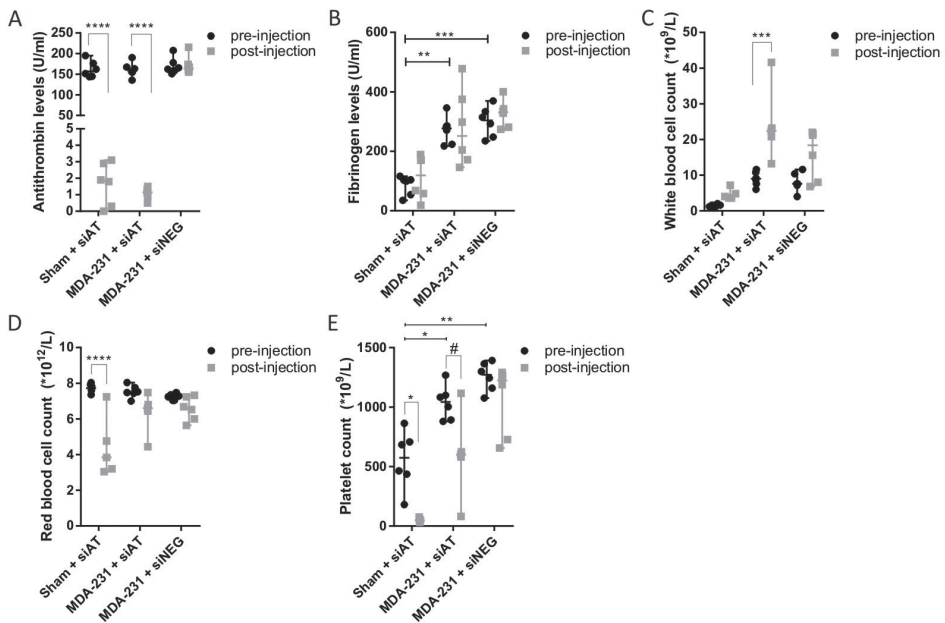 A
Antithrombin levels (U/ml)
250
200
150
100
50
5
4
3
2
1
0
****
****
pre-injection
post-injection
Sham + siAT
MDA-231 + siAT
MDA-231 + siNEG
B
Fibrinogen levels (U/ml)
600
400
200
0
***
**
pre-injection
post-injection
Sham + siAT
MDA-231 + siAT
MDA-231 + siNEG
C
White blood cell count (*10⁹/L)
50
40
30
20
10
0
***
pre-injection
post-injection
Sham + siAT
MDA-231 + siAT
MDA-231 + siNEG
D
Red blood cell count (*10¹²/L)
10
8
6
4
2
0
****
pre-injection
post-injection
Sham + siAT
MDA-231 + siAT
MDA-231 + siNEG
E
Platelet count (*10⁹/L)
1500
1000
500
0
**
*
#
*
pre-injection
post-injection
Sham + siAT
MDA-231 + siAT
MDA-231 + siNEG